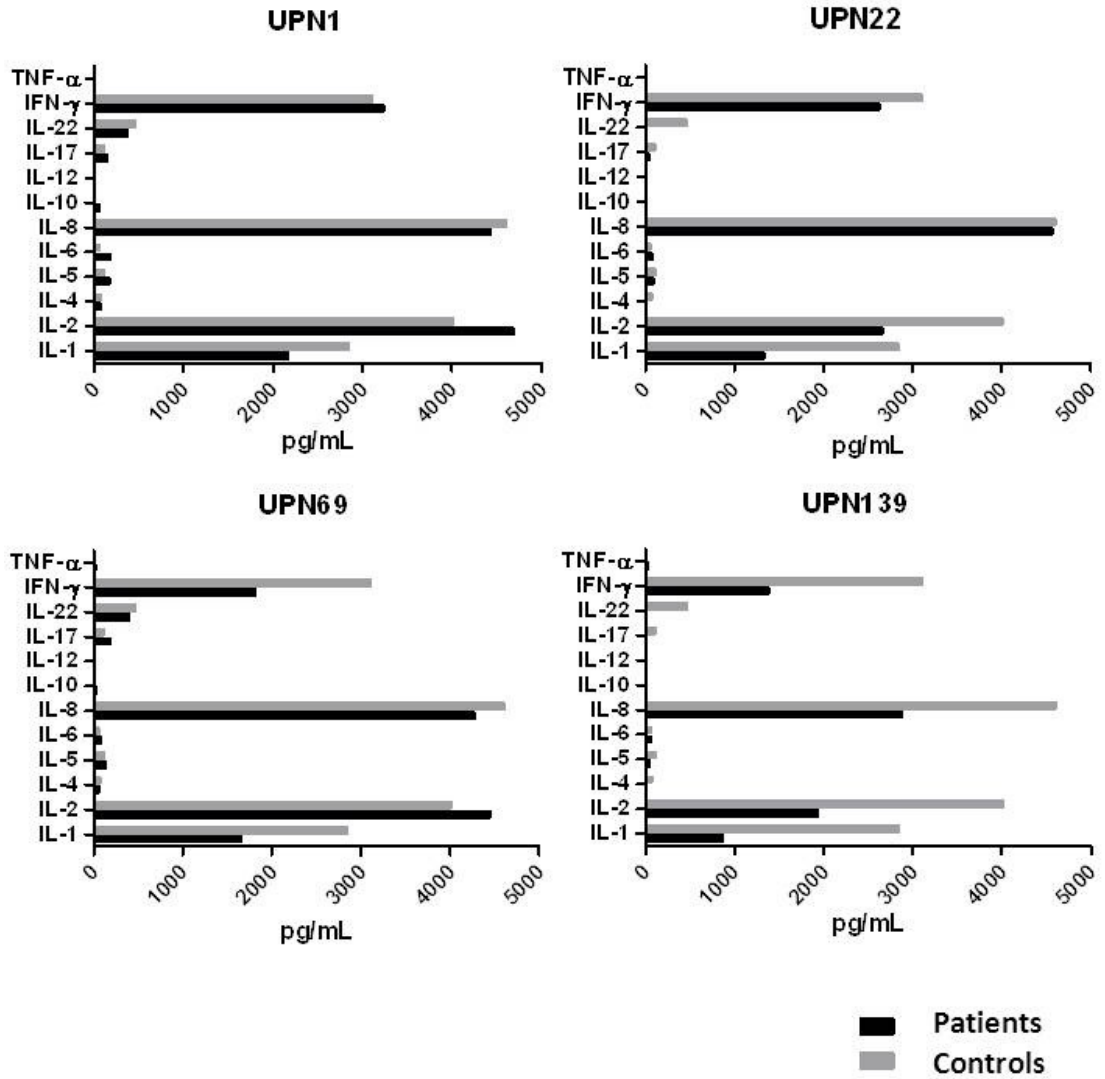 UPN1
TNF-α
IFN-γ
IL-22
IL-17
IL-12
IL-10
IL-8
IL-6
IL-5
IL-4
IL-2
IL-1
0 1000 2000 3000 4000 5000
pg/mL
UPN22
TNF-α
IFN-γ
IL-22
IL-17
IL-12
IL-10
IL-8
IL-6
IL-5
IL-4
IL-2
IL-1
0 1000 2000 3000 4000 5000
pg/mL
UPN69
TNF-α
IFN-γ
IL-22
IL-17
IL-12
IL-10
IL-8
IL-6
IL-5
IL-4
IL-2
IL-1
0 1000 2000 3000 4000 5000
pg/mL
UPN139
TNF-α
IFN-γ
IL-22
IL-17
IL-12
IL-10
IL-8
IL-6
IL-5
IL-4
IL-2
IL-1
0 1000 2000 3000 4000 5000
pg/mL
Patients
Controls